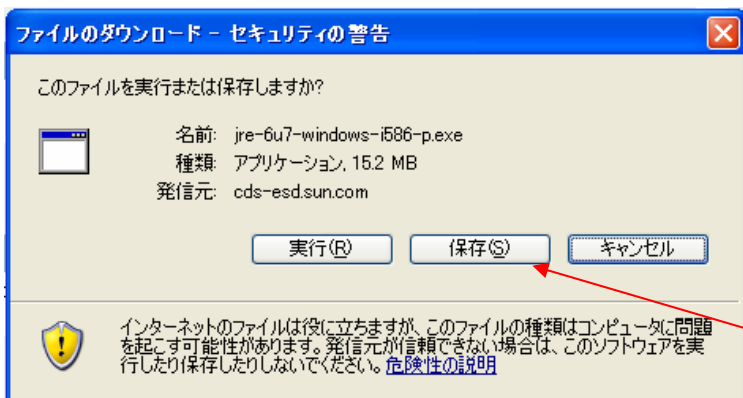 ファイルのダウンロード - セキュリティの警告
このファイルを実行または保存しますか?
名前: jre-6u7-windows-i586-p.exe
種類: アプリケーション, 15.2 MB
発信元: cds-esd.sun.com
実行(R) 保存(S) キャンセル
インターネットのファイルは役に立ちますが、このファイルの種類はコンピュータに問題
を起こす可能性があります。発信元が信頼できない場合は、このソフトウェアを実
行したり保存したりしないでください。危険性の説明